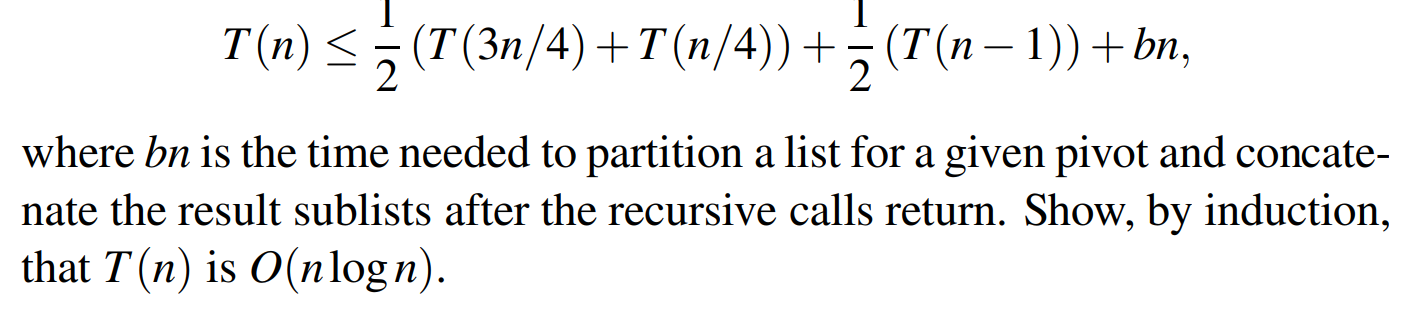 T(n) ≤ 1/2 (T(3n/4) + T(n/4)) + 1/2 (T(n − 1)) + bn,
where bn is the time needed to partition a list for a given pivot and concate-
nate the result sublists after the recursive calls return. Show, by induction,
that T(n) is O(n log n).